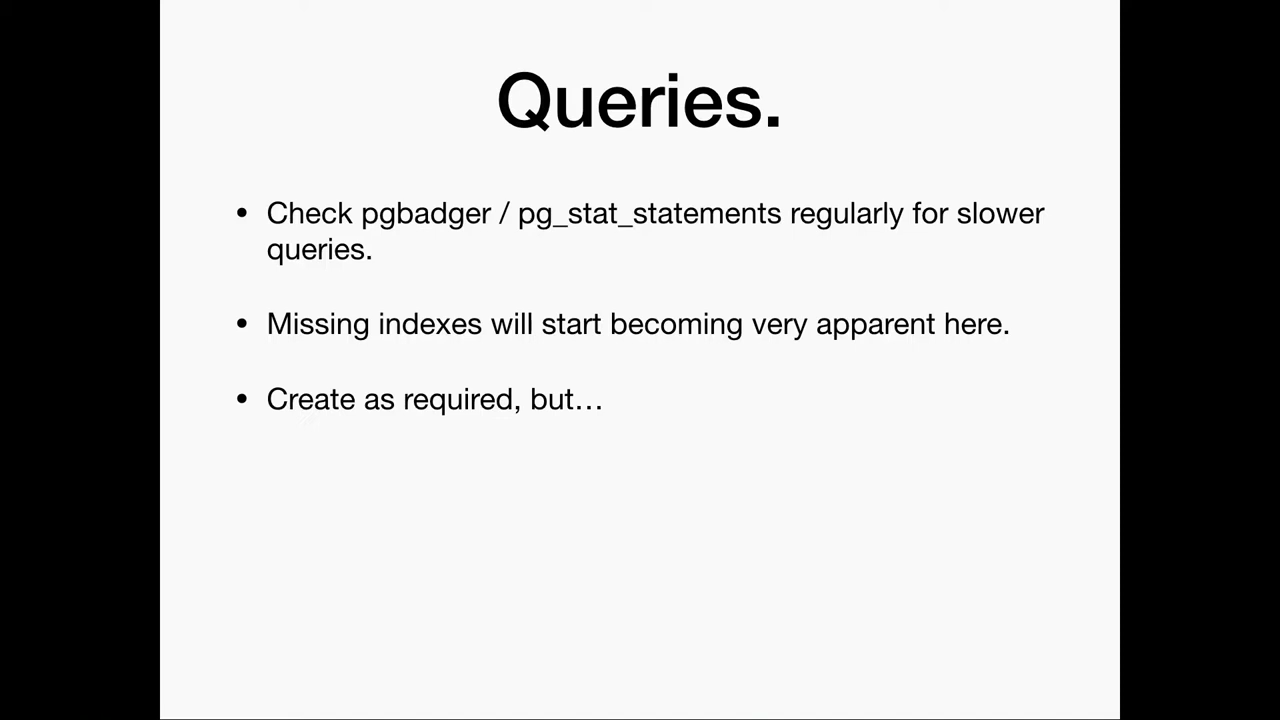 Queries.
• Check pgbadger / pg_stat_statements regularly for slower
queries.
• Missing indexes will start becoming very apparent here.
• Create as required, but…